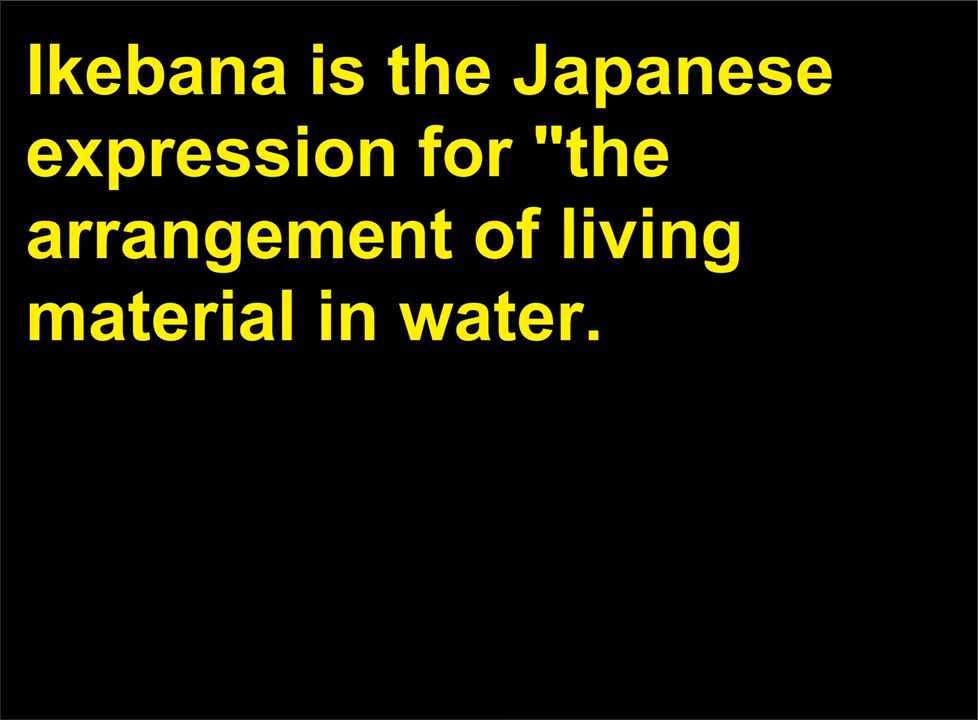 Ikebana is the Japanese
expression for "the
arrangement of living
material in water.